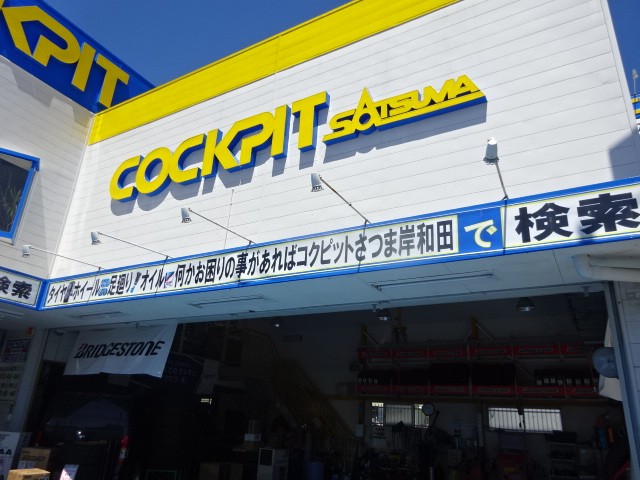 KPIT
COCKPIT SATSUMA
検索
タイヤ ホイール 足廻り! オイル 何かお困りの事があればコクピットさつま岸和田で検索
BRIDGESTONE